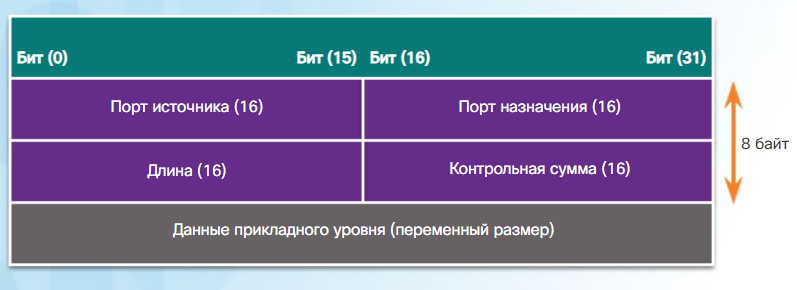 Бит (0) Бит (15) Бит (16) Бит (31)
Порт источника (16) Порт назначения (16)
8 байт
Длина (16) Контрольная сумма (16)
Данные прикладного уровня (переменный размер)